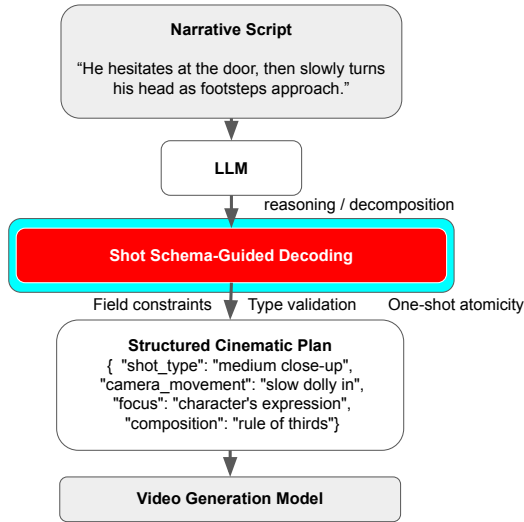 Narrative Script
“He hesitates at the door, then slowly turns
his head as footsteps approach.”
LLM
reasoning / decomposition
Shot Schema-Guided Decoding
Field constraints Type validation One-shot atomicity
Structured Cinematic Plan
{ "shot_type": "medium close-up",
"camera_movement": "slow dolly in",
"focus": "character's expression",
"composition": "rule of thirds"}
Video Generation Model